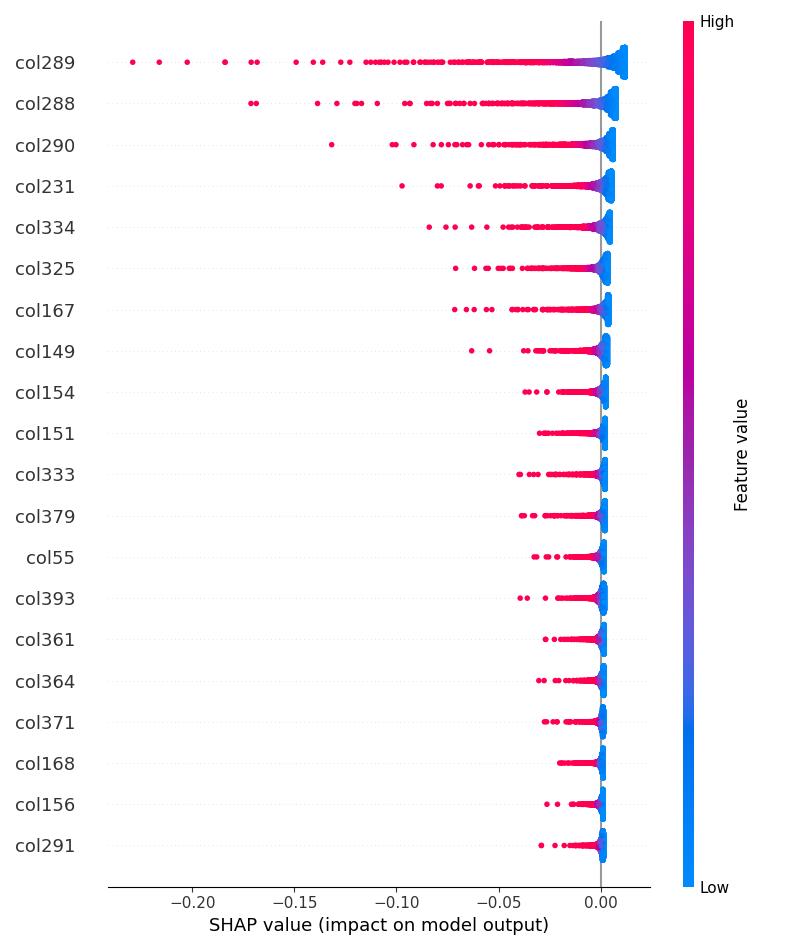 High
col289
col288
col290
col231
col334
col325
col167
col149
col154
col151
col333
col379
col55
col393
col361
col364
col371
col168
col156
col291
Feature value
Low
−0.20 −0.15 −0.10 −0.05 0.00
SHAP value (impact on model output)